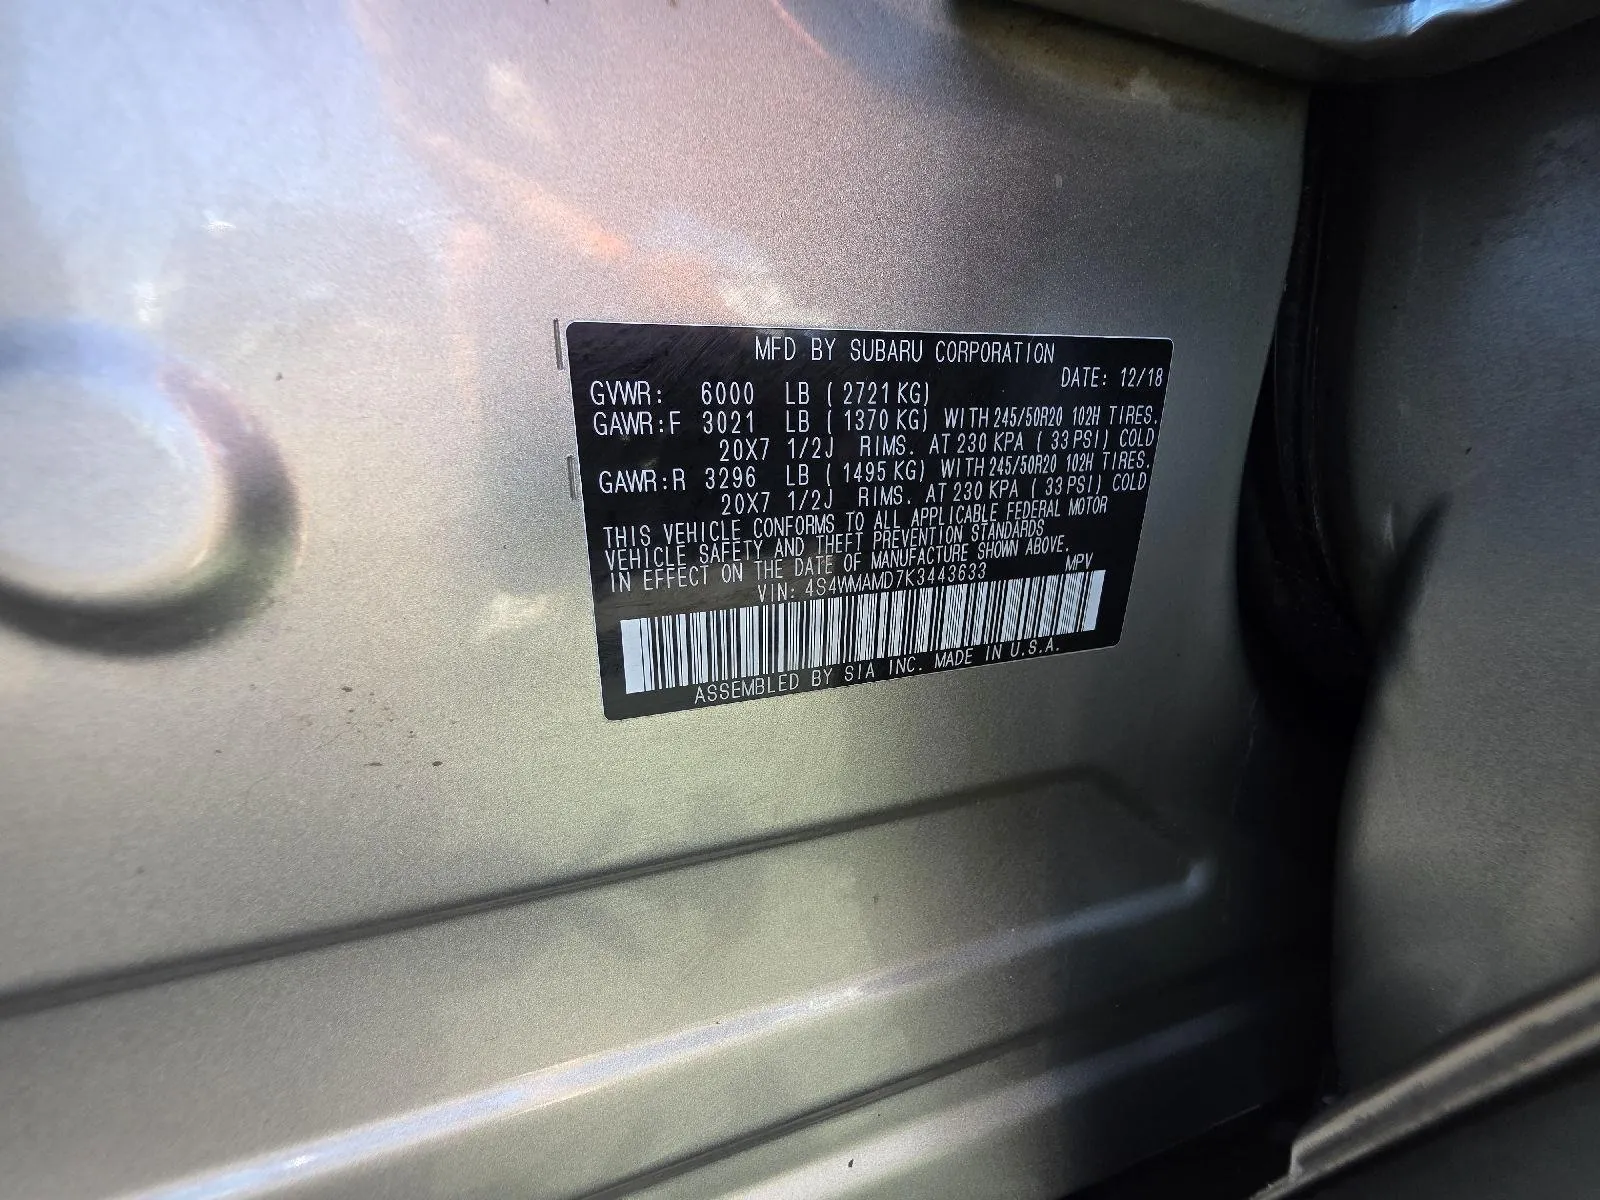 MFD BY SUBARU CORPORATION
DATE: 12/18
GVWR: 6000 LB ( 2721 KG)
GAWR:F 3021 LB ( 1370 KG) WITH 245/50R20 102H TIRES.
20X7 1/2J RIMS. AT 230 KPA ( 33 PSI) COLD
GAWR:R 3296 LB ( 1495 KG) WITH 245/50R20 102H TIRES.
20X7 1/2J RIMS. AT 230 KPA ( 33 PSI) COLD
THIS VEHICLE CONFORMS TO ALL APPLICABLE FEDERAL MOTOR
VEHICLE SAFETY AND THEFT PREVENTION STANDARDS
IN EFFECT ON THE DATE OF MANUFACTURE SHOWN ABOVE.
VIN: 4S4WMAMD7K3443633 MPV
ASSEMBLED BY SIA INC. MADE IN U.S.A.